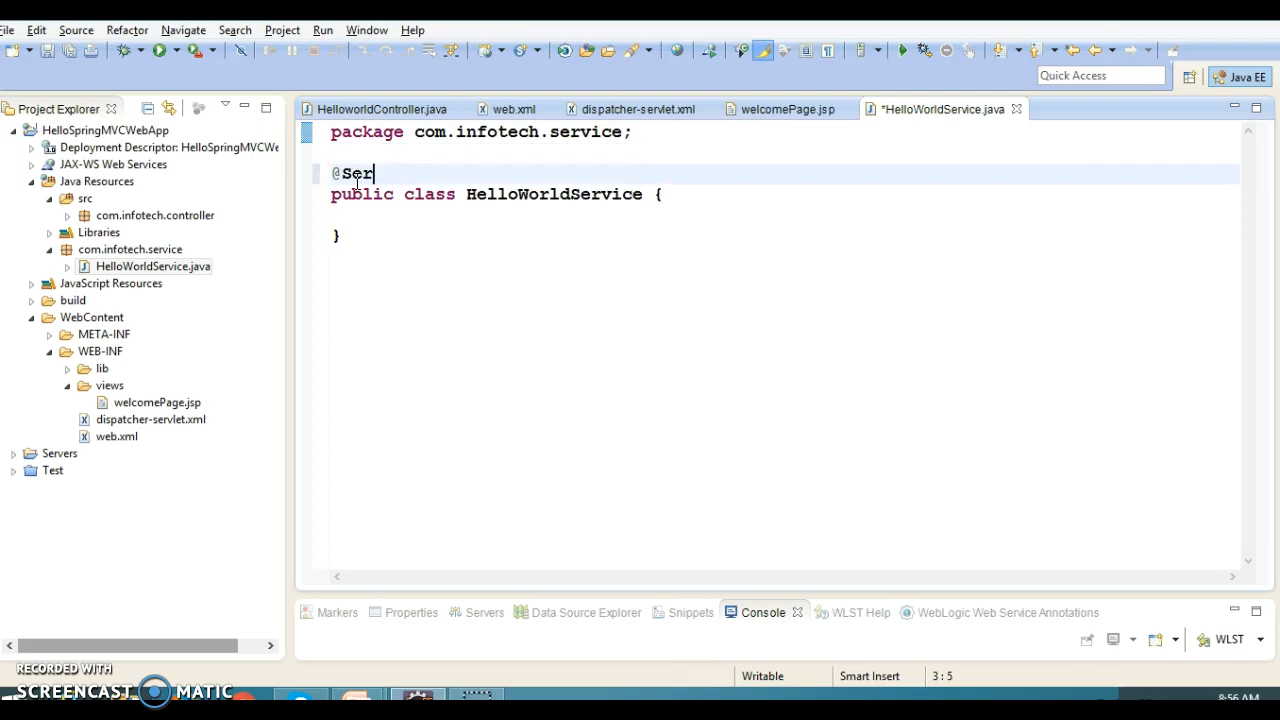 File Edit Source Refactor Navigate Search Project Run Window Help
Quick Access
Java EE
Project Explorer
HelloworldController.java
web.xml
dispatcher-servlet.xml
welcomePage.jsp
*HelloWorldService.java
HelloSpringMVCWebApp
Deployment Descriptor: HelloSpringMVCWe
JAX-WS Web Services
Java Resources
src
com.infotech.controller
Libraries
com.infotech.service
HelloWorldService.java
JavaScript Resources
build
WebContent
META-INF
WEB-INF
lib
views
welcomePage.jsp
dispatcher-servlet.xml
web.xml
Servers
Test
package com.infotech.service;
@Ser
public class HelloWorldService {
}
Markers Properties Servers Data Source Explorer Snippets Console WLST Help WebLogic Web Service Annotations
WLST
Writable
Smart Insert
3 : 5
RECORDED WITH
SCREENCAST MATIC
8:56 AM